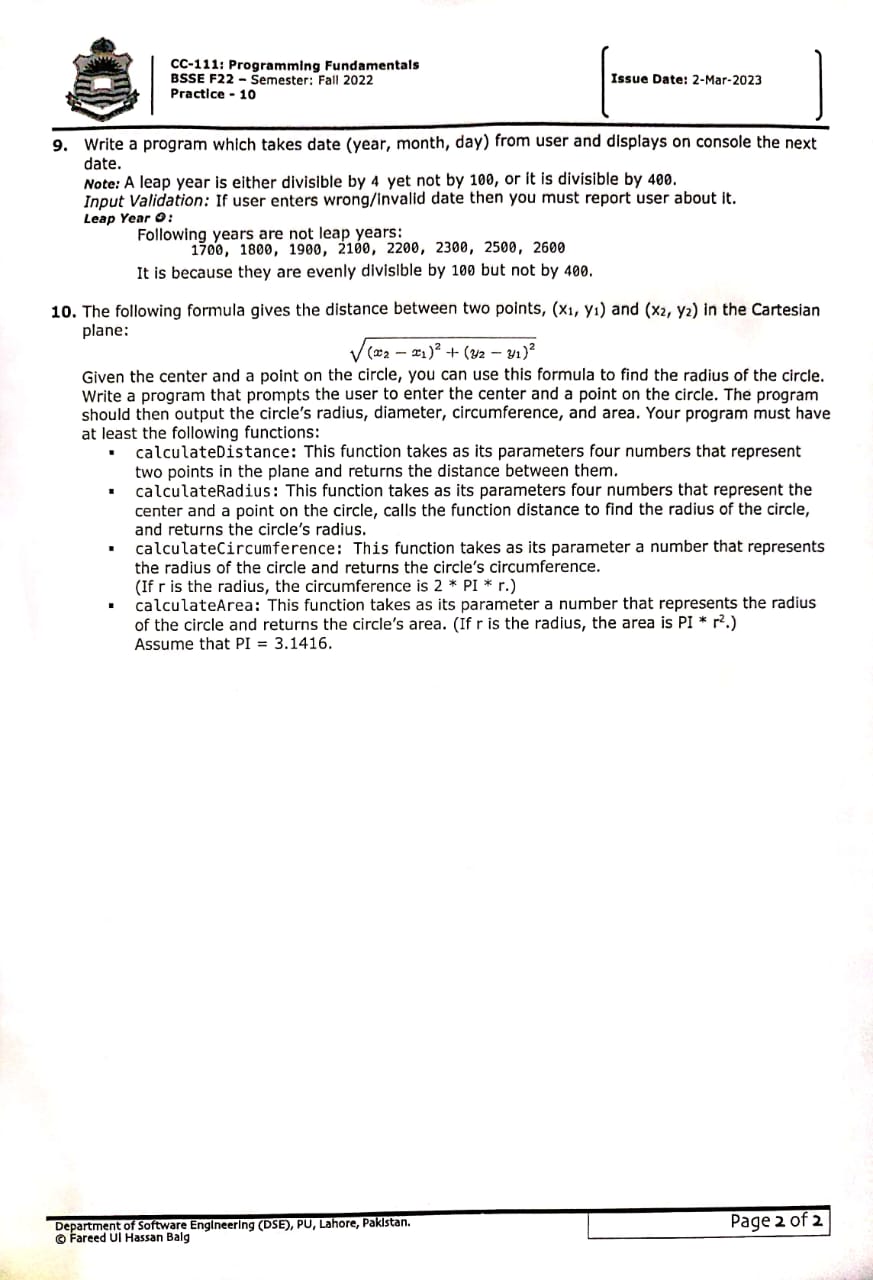 CC-111: Programming Fundamentals
BSSE F22 – Semester: Fall 2022
Practice - 10
Issue Date: 2-Mar-2023
9. Write a program which takes date (year, month, day) from user and displays on console the next
date.
Note: A leap year is either divisible by 4 yet not by 100, or it is divisible by 400.
Input Validation: If user enters wrong/invalid date then you must report user about it.
Leap Year :
Following years are not leap years:
1700, 1800, 1900, 2100, 2200, 2300, 2500, 2600
It is because they are evenly divisible by 100 but not by 400.
10. The following formula gives the distance between two points, (x₁, y₁) and (x₂, y₂) in the Cartesian
plane:
√(x₂ − x₁)² + (y₂ − y₁)²
Given the center and a point on the circle, you can use this formula to find the radius of the circle.
Write a program that prompts the user to enter the center and a point on the circle. The program
should then output the circle's radius, diameter, circumference, and area. Your program must have
at least the following functions:
▪ calculateDistance: This function takes as its parameters four numbers that represent
two points in the plane and returns the distance between them.
▪ calculateRadius: This function takes as its parameters four numbers that represent the
center and a point on the circle, calls the function distance to find the radius of the circle,
and returns the circle's radius.
▪ calculateCircumference: This function takes as its parameter a number that represents
the radius of the circle and returns the circle's circumference.
(If r is the radius, the circumference is 2 * PI * r.)
▪ calculateArea: This function takes as its parameter a number that represents the radius
of the circle and returns the circle's area. (If r is the radius, the area is PI * r².)
Assume that PI = 3.1416.
Department of Software Engineering (DSE), PU, Lahore, Pakistan.
© Fareed Ul Hassan Baig
Page 2 of 2